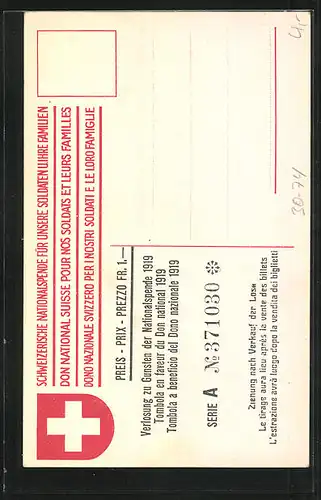 SCHWEIZERISCHE NATIONALSPENDE FÜR UNSERE SOLDATEN U. IHRE FAMILIEN
DON NATIONAL SUISSE POUR NOS SOLDATS ET LEURS FAMILLES
DONO NAZIONALE SVIZZERO PER I NOSTRI SOLDATI E LE LORO FAMIGLIE
PREIS - PRIX - PREZZO FR. 1.—
Verlosung zu Gunsten der Nationalspende 1919
Tombola en faveur du Don national 1919
Tombola a beneficio del Dono nazionale 1919
SERIE A № 371030 ✻
Ziehung nach Verkauf der Lose
Le tirage aura lieu après la vente des billets
L'estrazione avrà luogo dopo la vendita dei biglietti
4,-
30-74